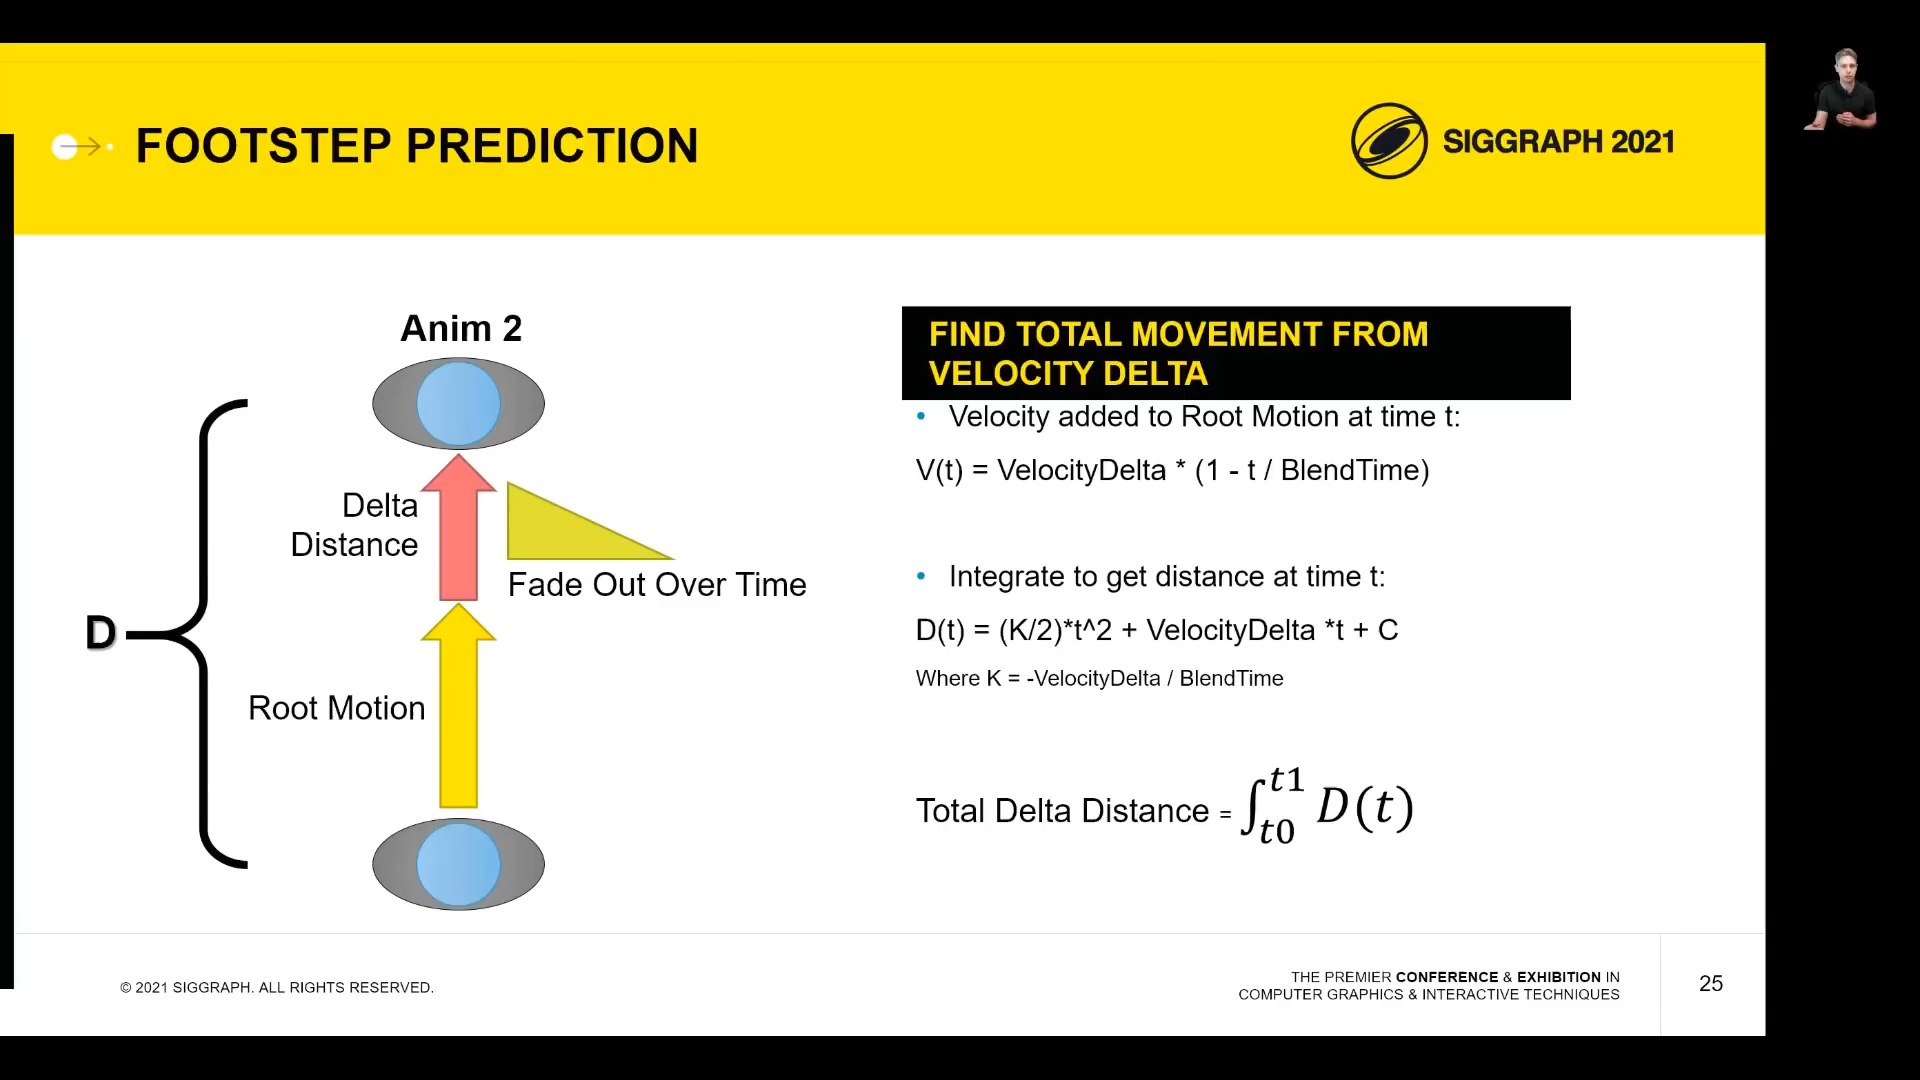 FOOTSTEP PREDICTION
SIGGRAPH 2021
Anim 2
Delta
Distance
Fade Out Over Time
D
Root Motion
FIND TOTAL MOVEMENT FROM
VELOCITY DELTA
• Velocity added to Root Motion at time t:
V(t) = VelocityDelta * (1 - t / BlendTime)
• Integrate to get distance at time t:
D(t) = (K/2)*t^2 + VelocityDelta *t + C
Where K = -VelocityDelta / BlendTime
Total Delta Distance = ∫_{t0}^{t1} D(t)
© 2021 SIGGRAPH. ALL RIGHTS RESERVED.
THE PREMIER CONFERENCE & EXHIBITION IN
COMPUTER GRAPHICS & INTERACTIVE TECHNIQUES
25